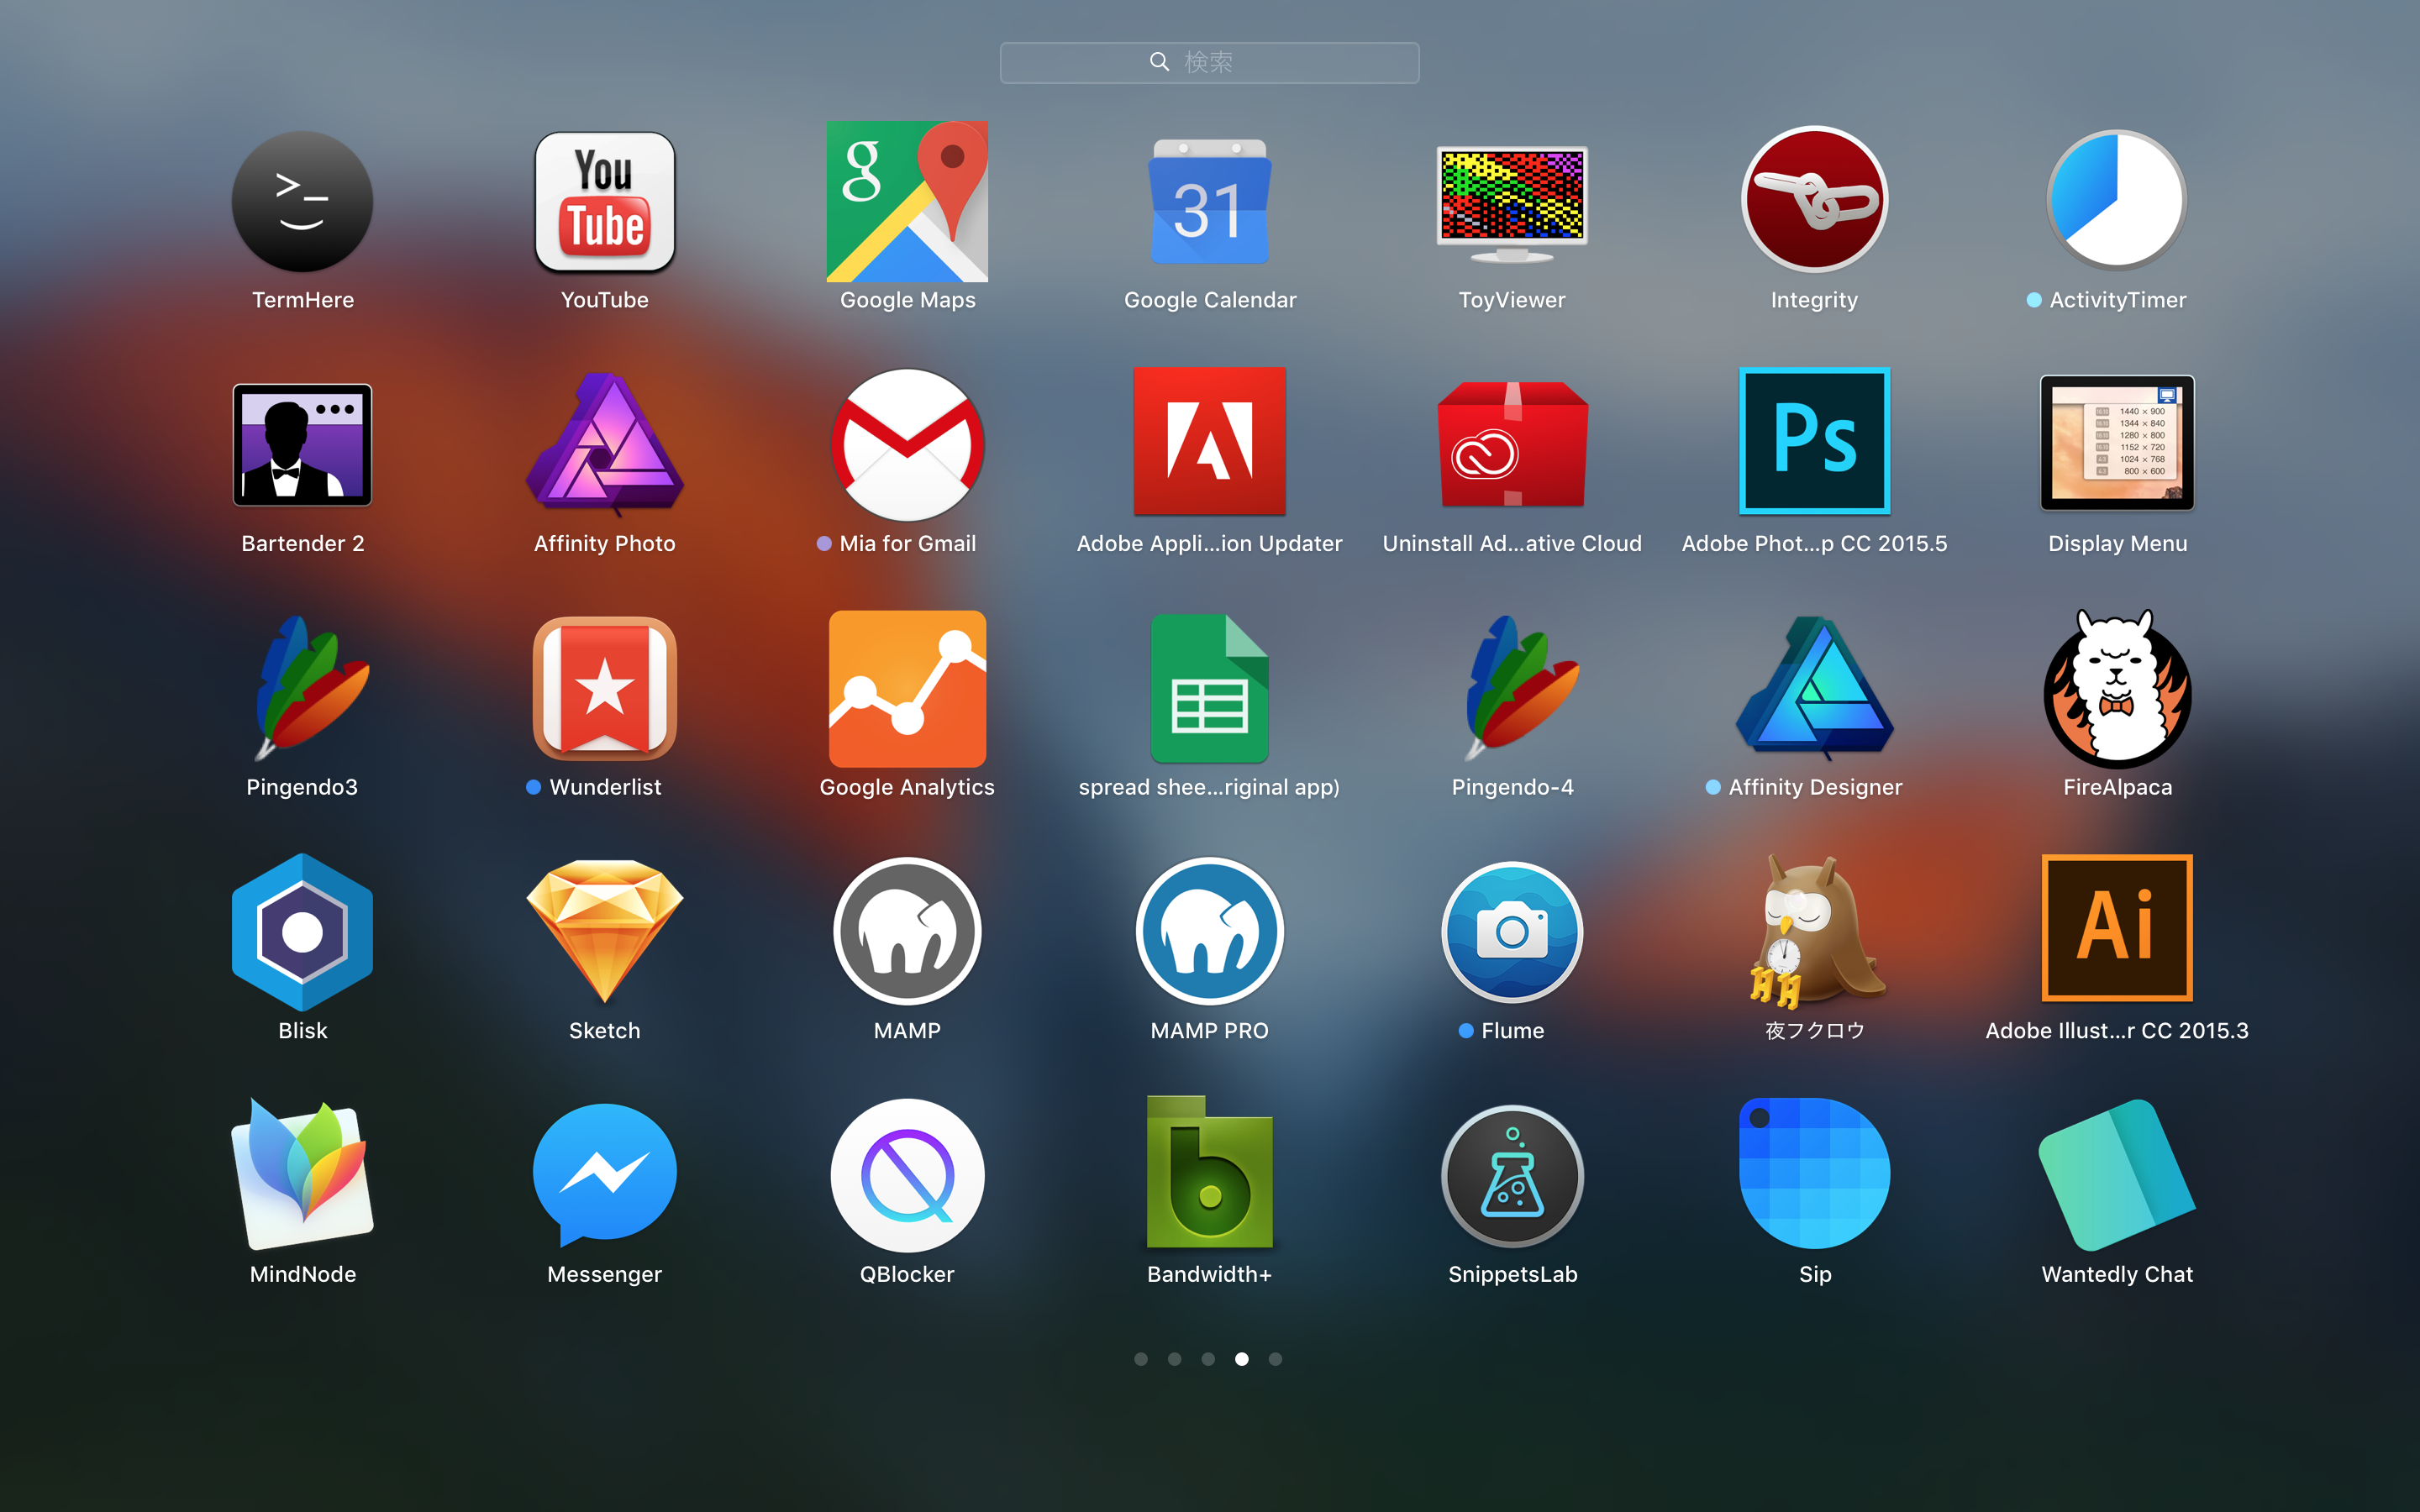 検索
>_
You
Tube
g
31
TermHere
YouTube
Google Maps
Google Calendar
ToyViewer
Integrity
ActivityTimer
Ps
1440 × 900
1344 × 840
1280 × 800
1152 × 720
1024 × 768
800 × 600
Bartender 2
Affinity Photo
Mia for Gmail
Adobe Appli...ion Updater
Uninstall Ad...ative Cloud
Adobe Phot...p CC 2015.5
Display Menu
Pingendo3
Wunderlist
Google Analytics
spread shee...riginal app)
Pingendo-4
Affinity Designer
FireAlpaca
Ai
Blisk
Sketch
MAMP
MAMP PRO
Flume
夜フクロウ
Adobe Illust...r CC 2015.3
b
MindNode
Messenger
QBlocker
Bandwidth+
SnippetsLab
Sip
Wantedly Chat